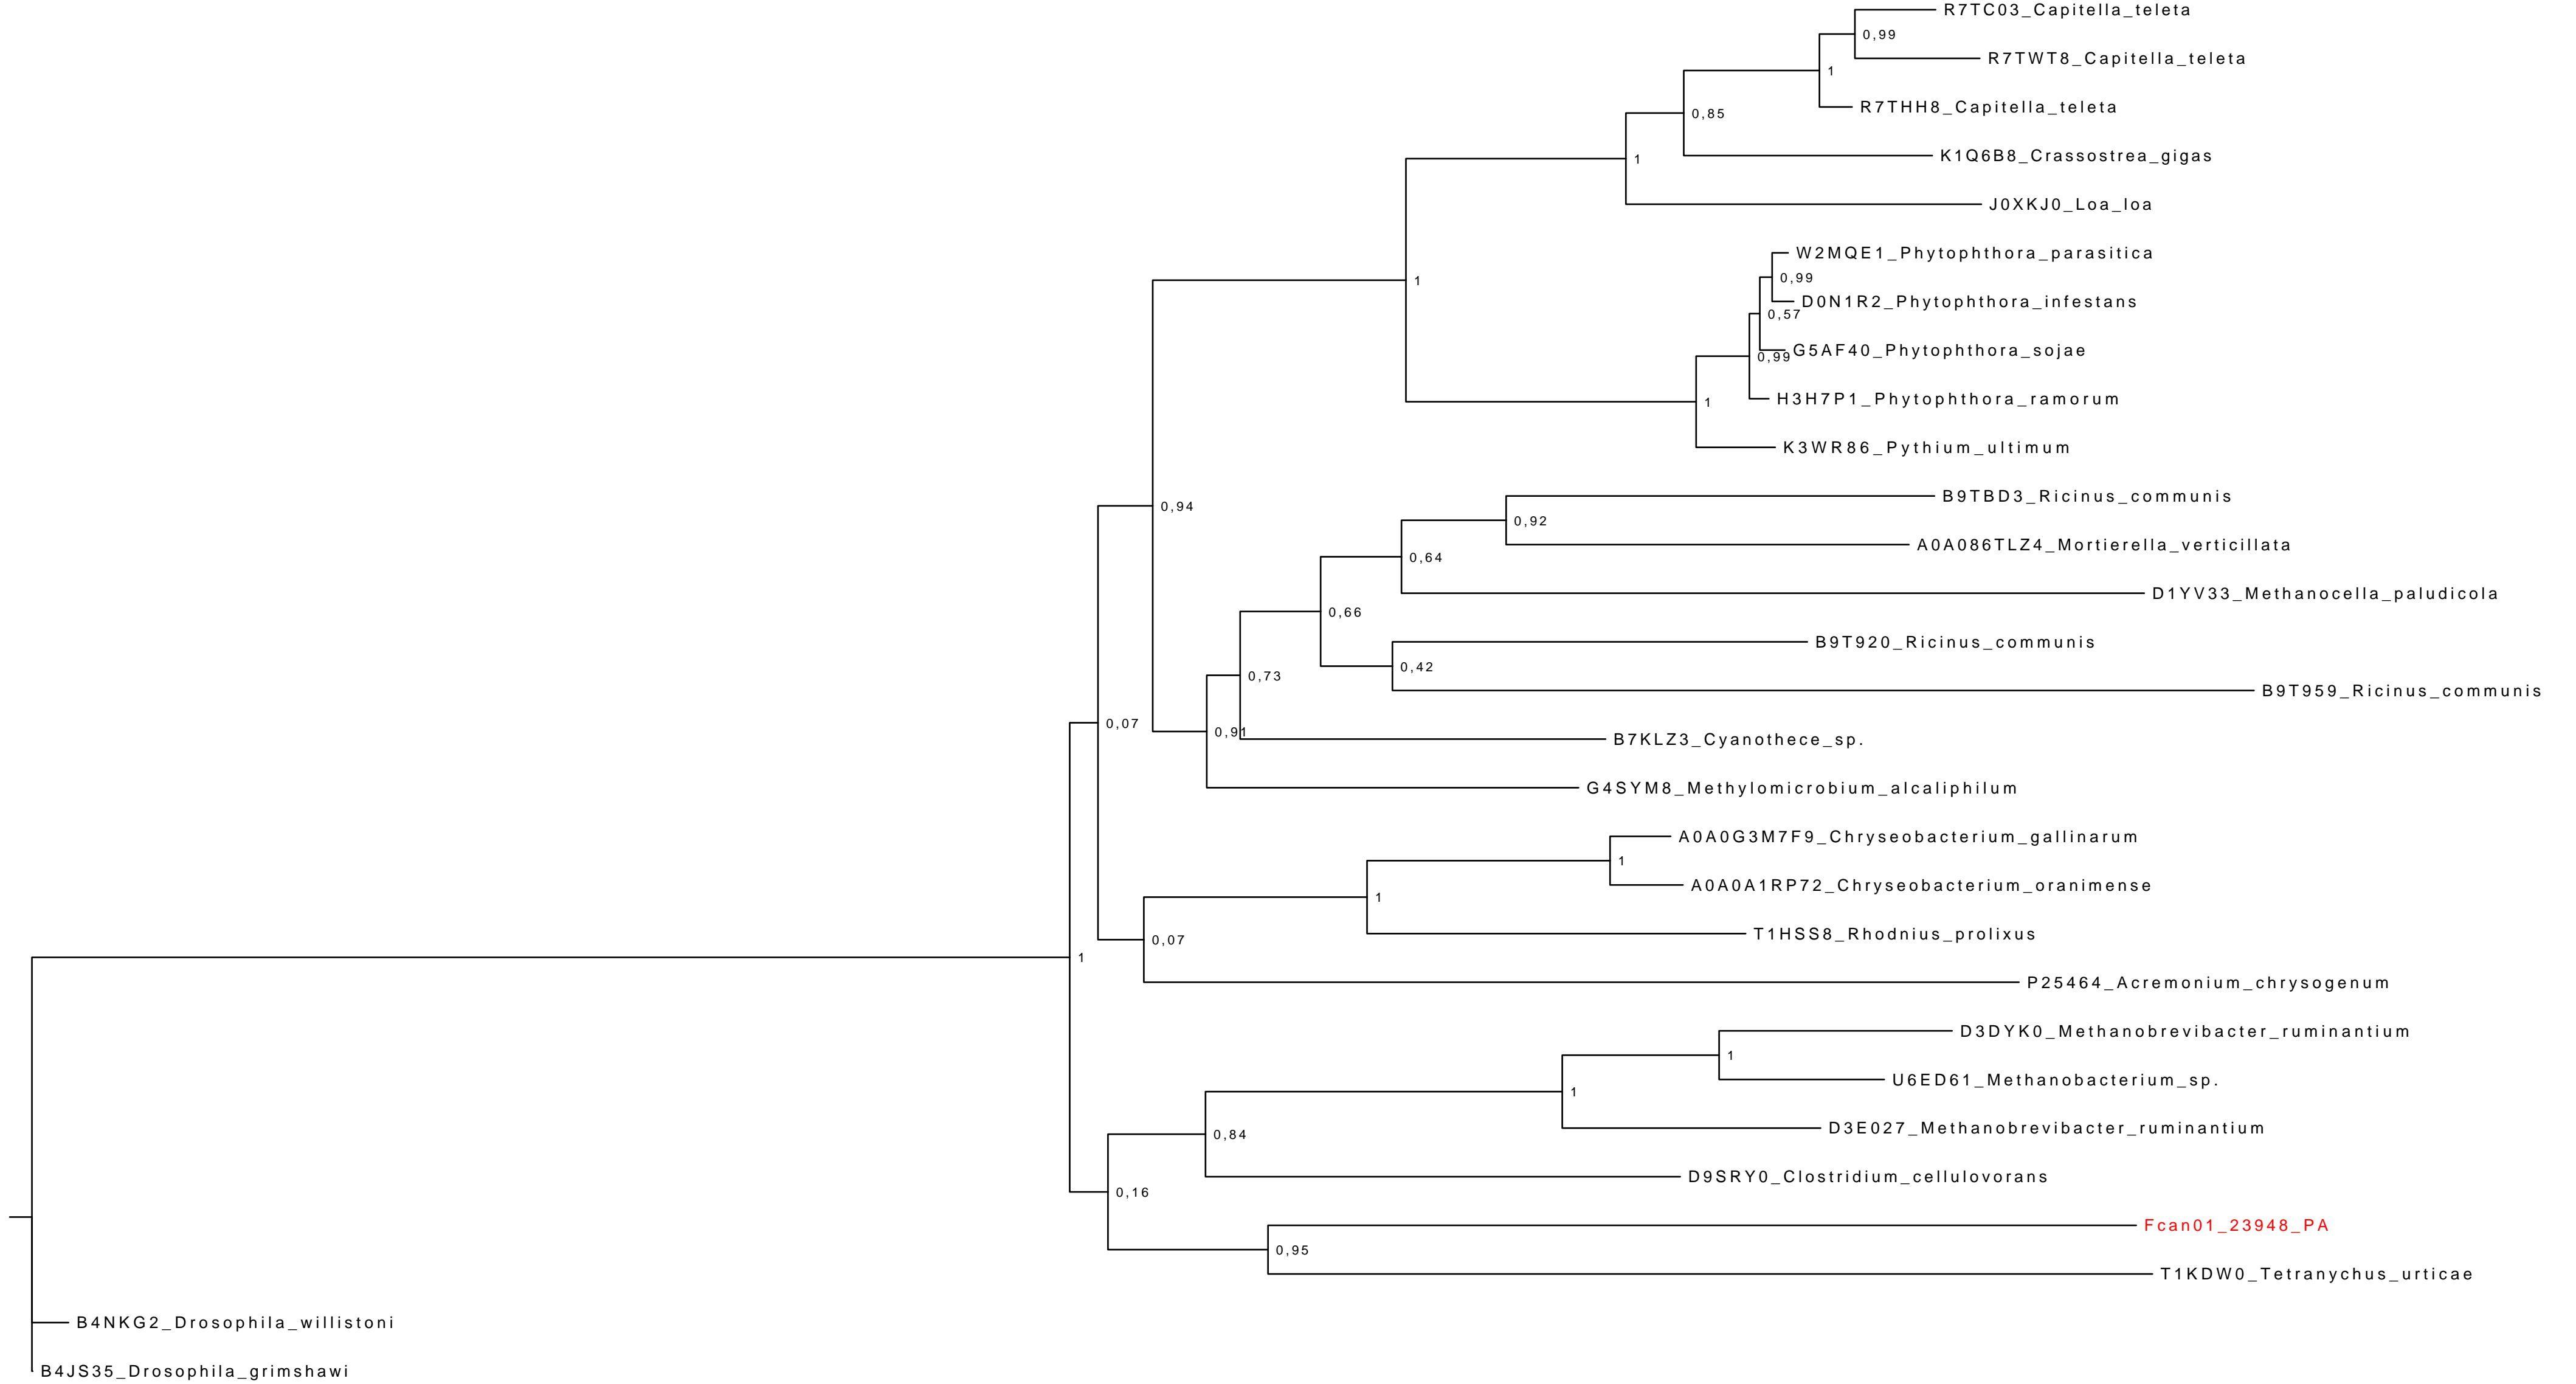 R7TC03_Capitella_teleta
0,99
R7TWT8_Capitella_teleta
1
R7THH8_Capitella_teleta
0,85
K1Q6B8_Crassostrea_gigas
1
J0XKJ0_Loa_loa
W2MQE1_Phytophthora_parasitica
0,99
1
D0N1R2_Phytophthora_infestans
0,57
G5AF40_Phytophthora_sojae
0,99
H3H7P1_Phytophthora_ramorum
1
K3WR86_Pythium_ultimum
B9TBD3_Ricinus_communis
0,94
0,92
A0A086TLZ4_Mortierella_verticillata
0,64
D1YV33_Methanocella_paludicola
0,66
B9T920_Ricinus_communis
0,42
0,73
B9T959_Ricinus_communis
0,07
0,91
B7KLZ3_Cyanothece_sp.
G4SYM8_Methylomicrobium_alcaliphilum
A0A0G3M7F9_Chryseobacterium_gallinarum
1
A0A0A1RP72_Chryseobacterium_oranimense
1
T1HSS8_Rhodnius_prolixus
0,07
1
P25464_Acremonium_chrysogenum
D3DYK0_Methanobrevibacter_ruminantium
1
U6ED61_Methanobacterium_sp.
1
D3E027_Methanobrevibacter_ruminantium
0,84
D9SRY0_Clostridium_cellulovorans
0,16
Fcan01_23948_PA
0,95
T1KDW0_Tetranychus_urticae
B4NKG2_Drosophila_willistoni
B4JS35_Drosophila_grimshawi